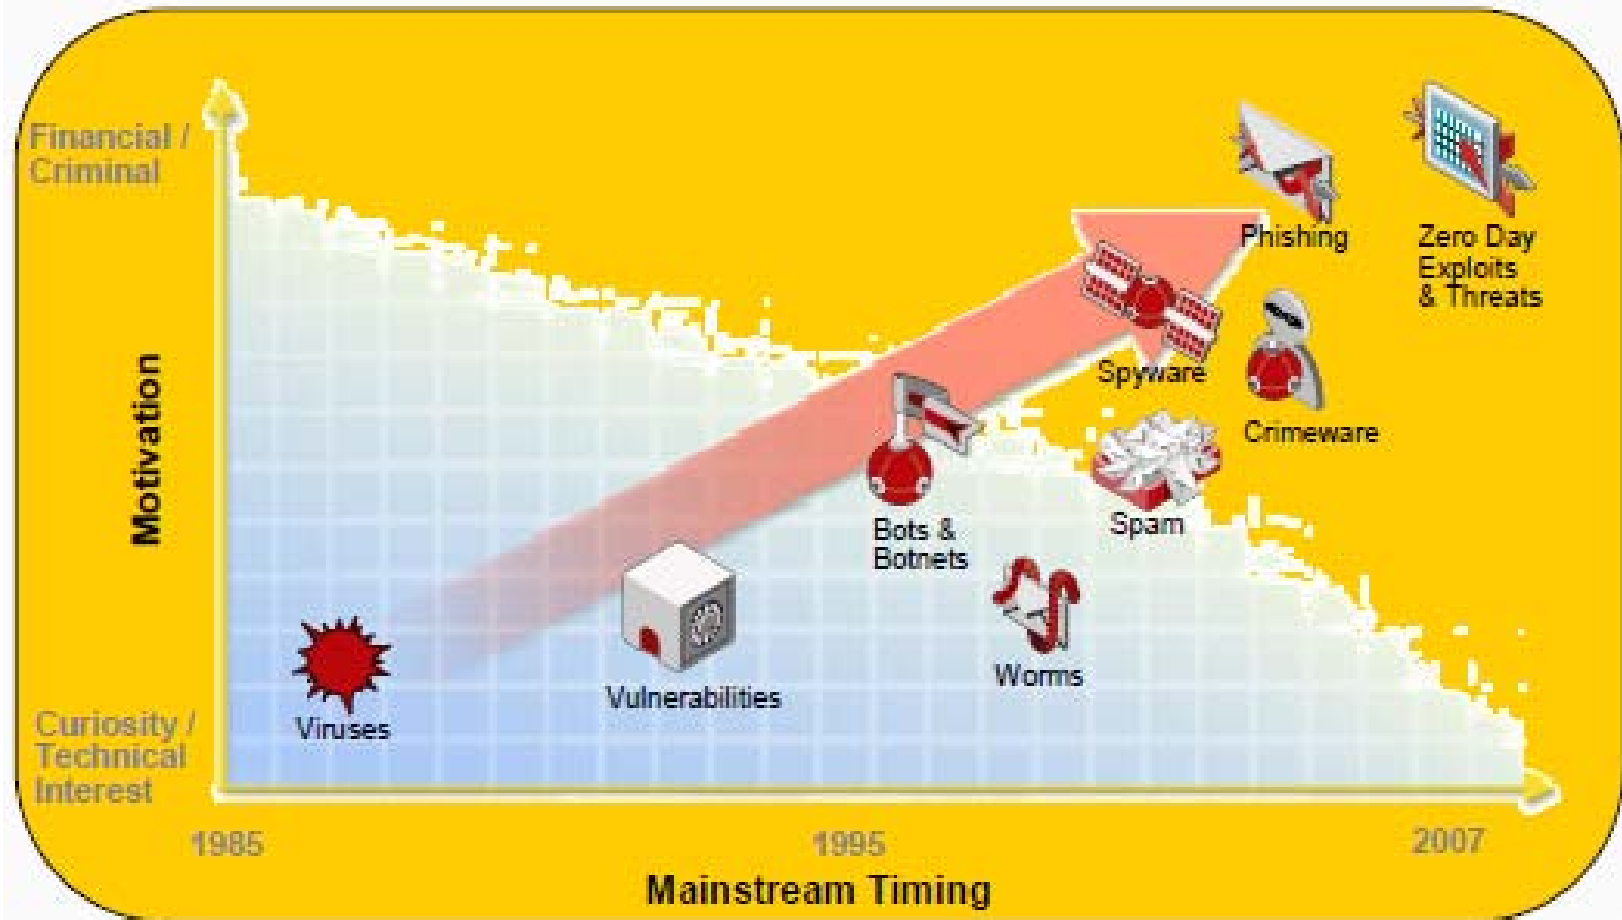 Financial /
Criminal
Phishing
Zero Day
Exploits
& Threats
Spyware
Crimeware
Motivation
Spam
Bots &
Botnets
Worms
Vulnerabilities
Viruses
Curiosity /
Technical
Interest
1985
1995
2007
Mainstream Timing